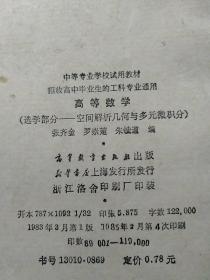 中等专业学校试用教材
招收高中毕业生的工科专业通用
高等数学
(选学部分——空间解析几何与多元微积分)
张齐金 罗崇莲 朱灿道 编
高等教育出版社出版
新华书店上海发行所发行
浙江洛舍印刷厂印装
开本787×1092 1/32 印张5.875 字数122,000
1983年3月第1版 1985年2月第4次印刷
印数89 001—119,000
书号13010·0869 定价0.78元